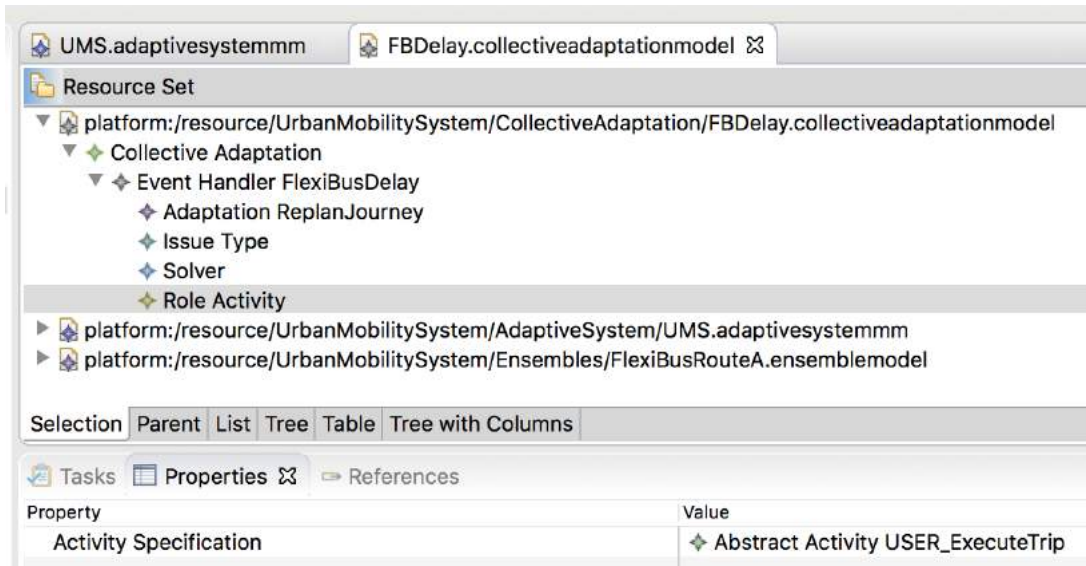 UMS.adaptivesystemmm FBDelay.collectiveadaptationmodel
Resource Set
platform:/resource/UrbanMobilitySystem/CollectiveAdaptation/FBDelay.collectiveadaptationmodel
Collective Adaptation
Event Handler FlexiBusDelay
Adaptation ReplanJourney
Issue Type
Solver
Role Activity
platform:/resource/UrbanMobilitySystem/AdaptiveSystem/UMS.adaptivesystemmm
platform:/resource/UrbanMobilitySystem/Ensembles/FlexiBusRouteA.ensemblemodel
Selection Parent List Tree Table Tree with Columns
Tasks Properties References
Property Value
Activity Specification Abstract Activity USER_ExecuteTrip